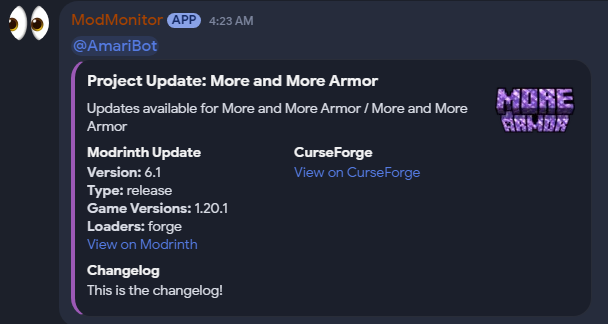 ModMonitor APP 4:23 AM
@AmariBot
Project Update: More and More Armor
MORE
ARMOR
Updates available for More and More Armor / More and More
Armor
Modrinth Update
Version: 6.1
Type: release
Game Versions: 1.20.1
Loaders: forge
View on Modrinth
CurseForge
View on CurseForge
Changelog
This is the changelog!